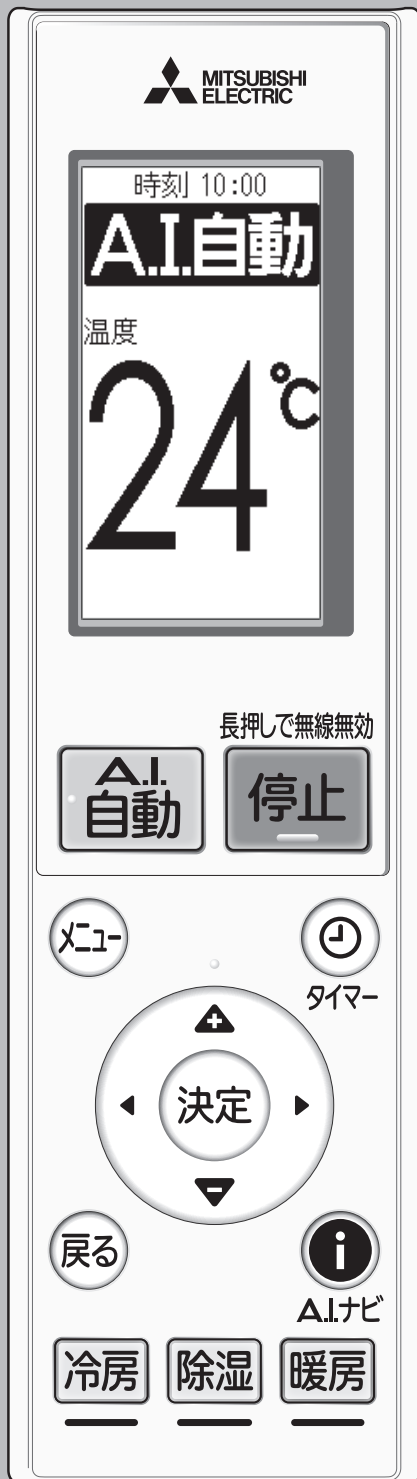 MITSUBISHI
ELECTRIC
時刻 10:00
A.I.自動
温度
24℃
長押しで無線無効
A.I.
自動
停止
メニュー
タイマー
+
決定
-
戻る
i
A.I.ナビ
冷房 除湿 暖房